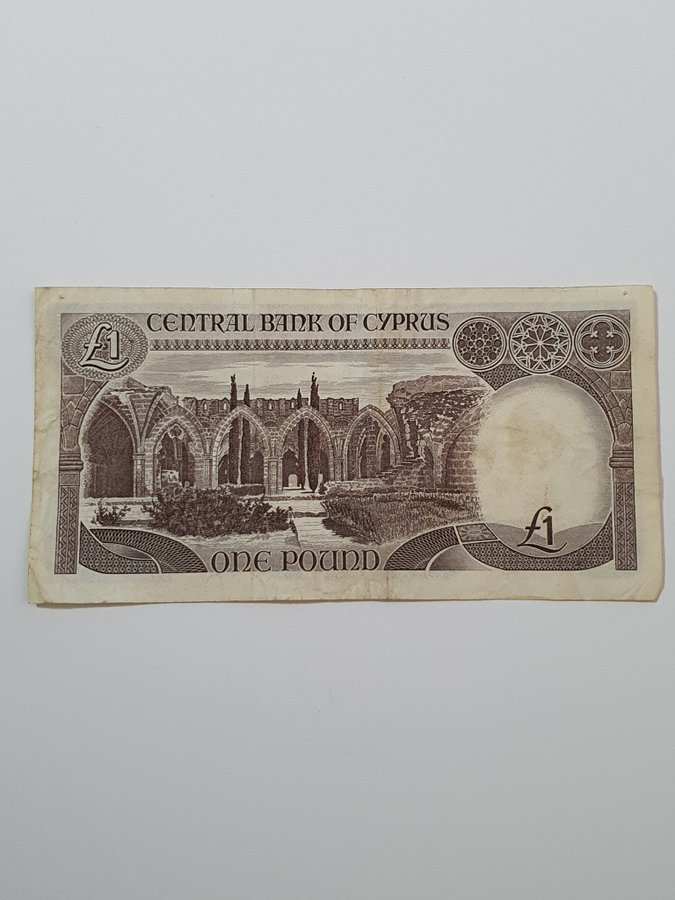 £1
CENTRAL BANK OF CYPRUS
£1
ONE POUND